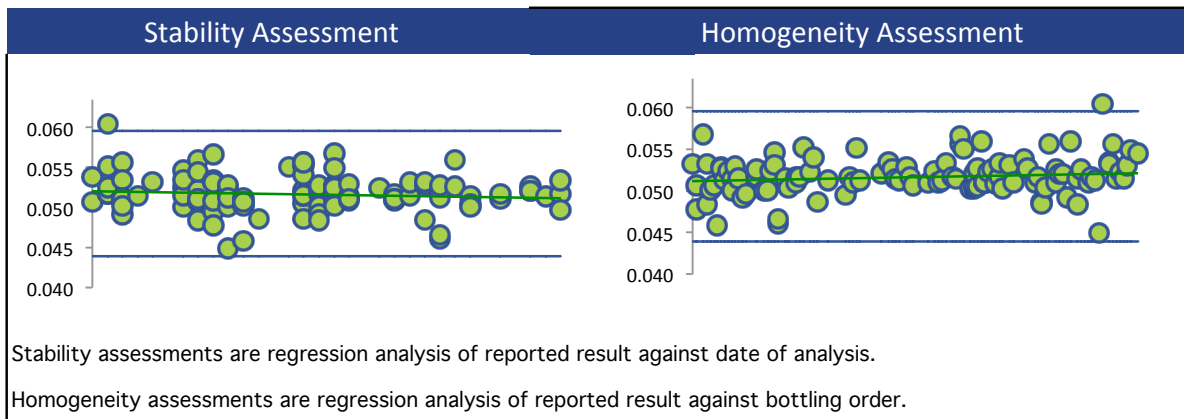 Stability Assessment
Homogeneity Assessment
0.060
0.055
0.050
0.045
0.040
0.060
0.055
0.050
0.045
0.040
Stability assessments are regression analysis of reported result against date of analysis.
Homogeneity assessments are regression analysis of reported result against bottling order.